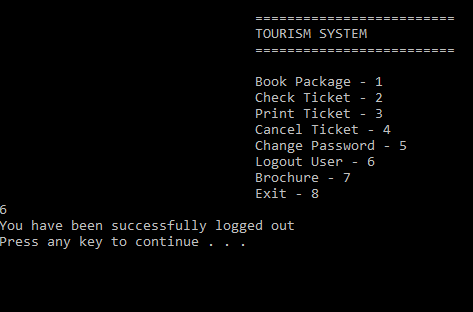 =========================
TOURISM SYSTEM
=========================
Book Package - 1
Check Ticket - 2
Print Ticket - 3
Cancel Ticket - 4
Change Password - 5
Logout User - 6
Brochure - 7
Exit - 8
6
You have been successfully logged out
Press any key to continue . . .